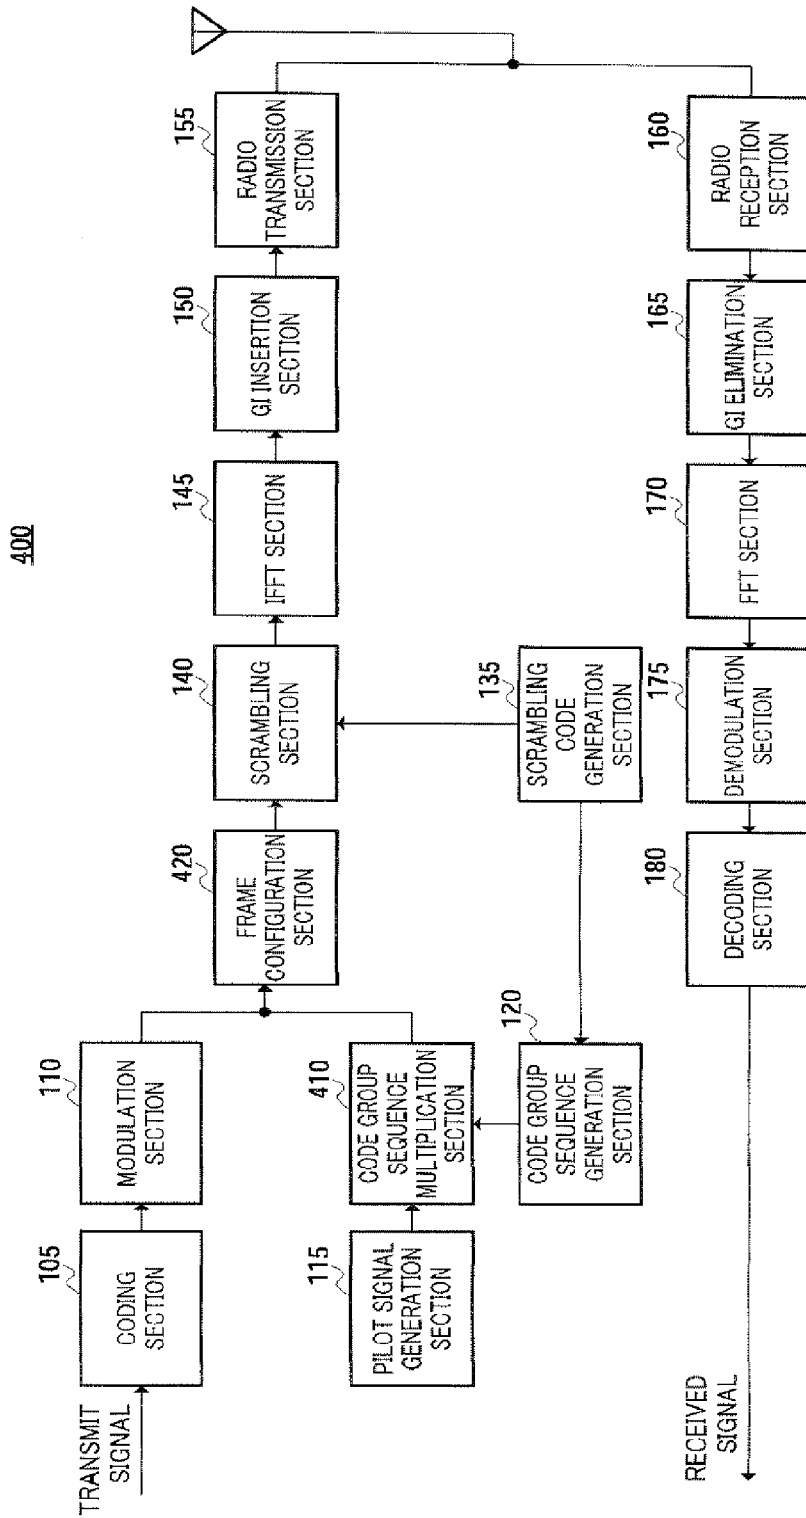 400
TRANSMIT
SIGNAL
105
CODING
SECTION
110
MODULATION
SECTION
420
FRAME
CONFIGURATION
SECTION
140
SCRAMBLING
SECTION
145
IFFT SECTION
150
GI INSERTION
SECTION
155
RADIO
TRANSMISSION
SECTION
115
PILOT SIGNAL
GENERATION
SECTION
410
CODE GROUP
SEQUENCE
MULTIPLICATION
SECTION
120
CODE GROUP
SEQUENCE
GENERATION
SECTION
135
SCRAMBLING
CODE
GENERATION
SECTION
RECEIVED
SIGNAL
180
DECODING
SECTION
175
DEMODULATION
SECTION
170
FFT SECTION
165
GI ELIMINATION
SECTION
160
RADIO
RECEPTION
SECTION